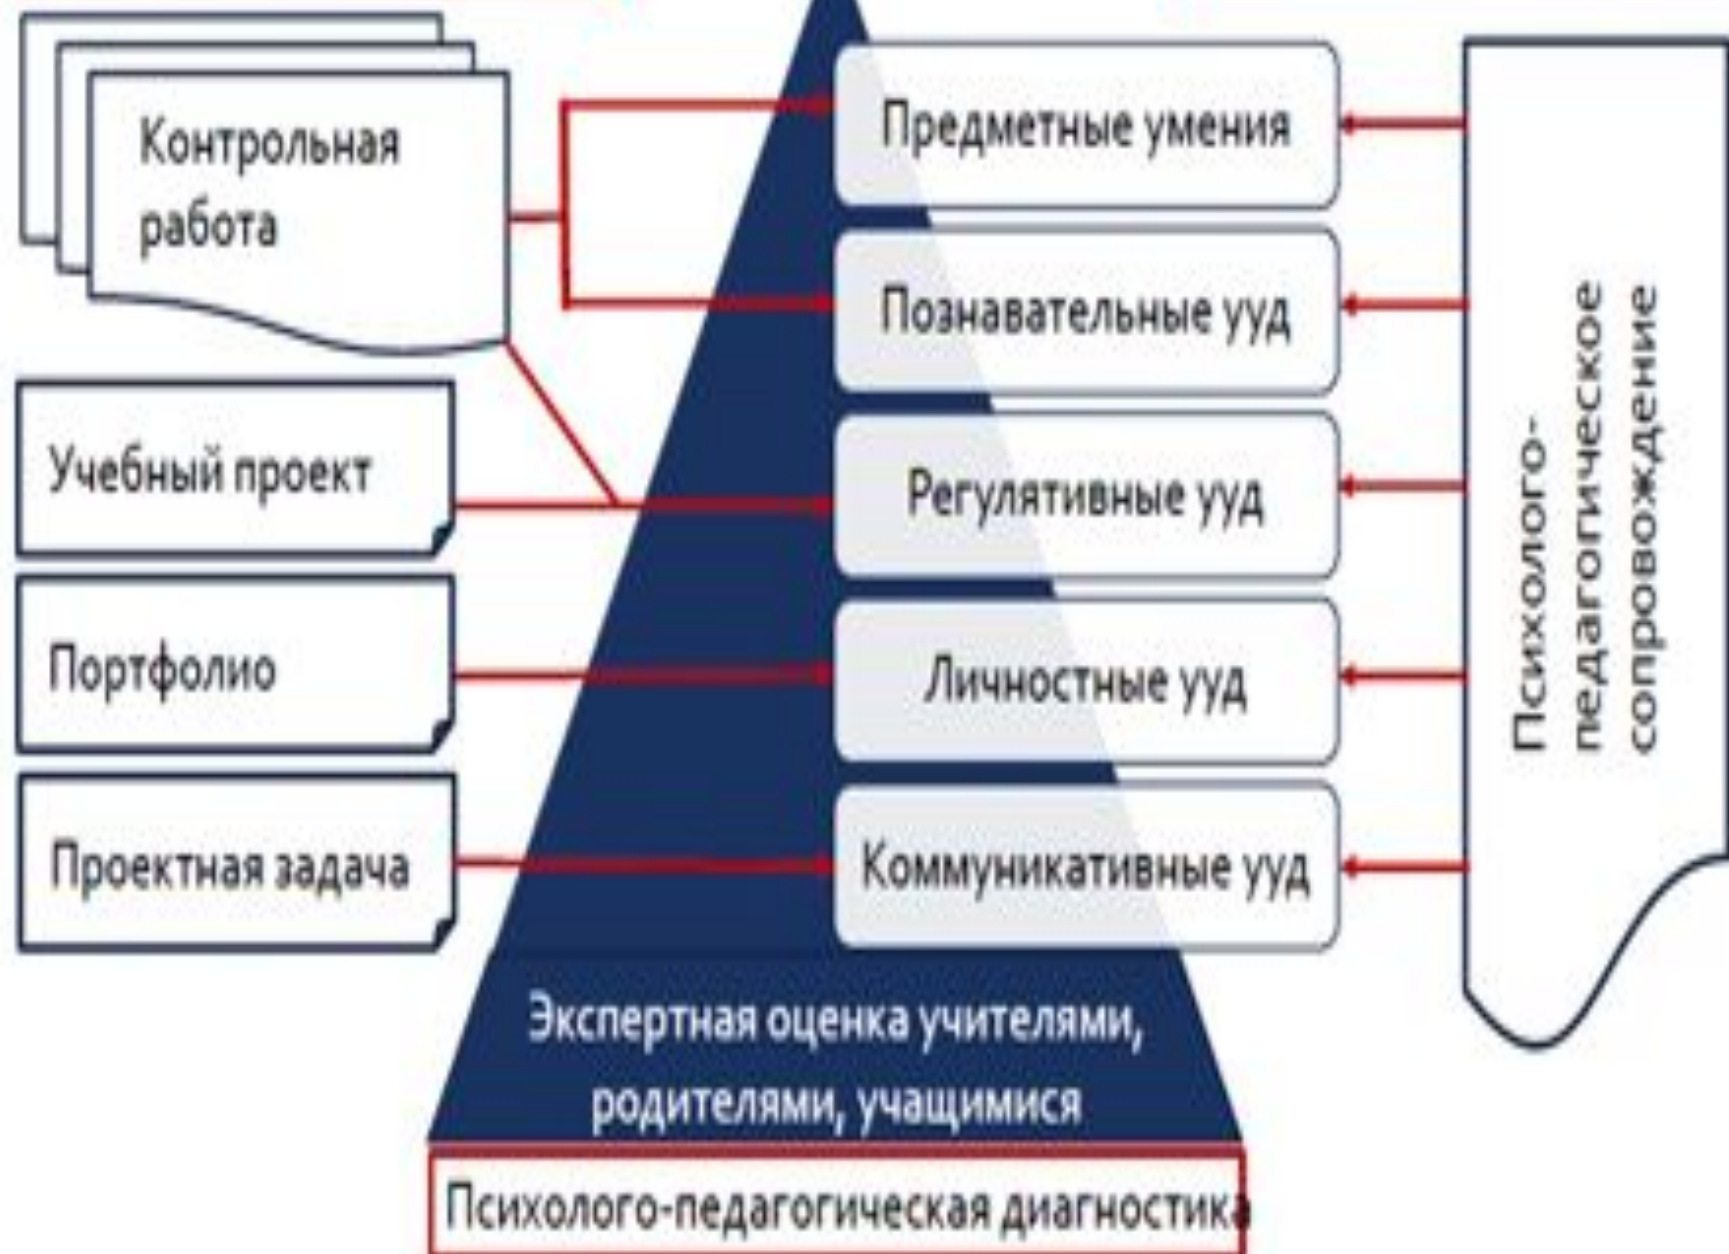 Контрольная
работа
Учебный проект
Портфолио
Проектная задача
Предметные умения
Познавательные ууд
Регулятивные ууд
Личностные ууд
Коммуникативные ууд
Психолого-
педагогическое
сопровождение
Экспертная оценка учителями,
родителями, учащимися
Психолого-педагогическая диагностика